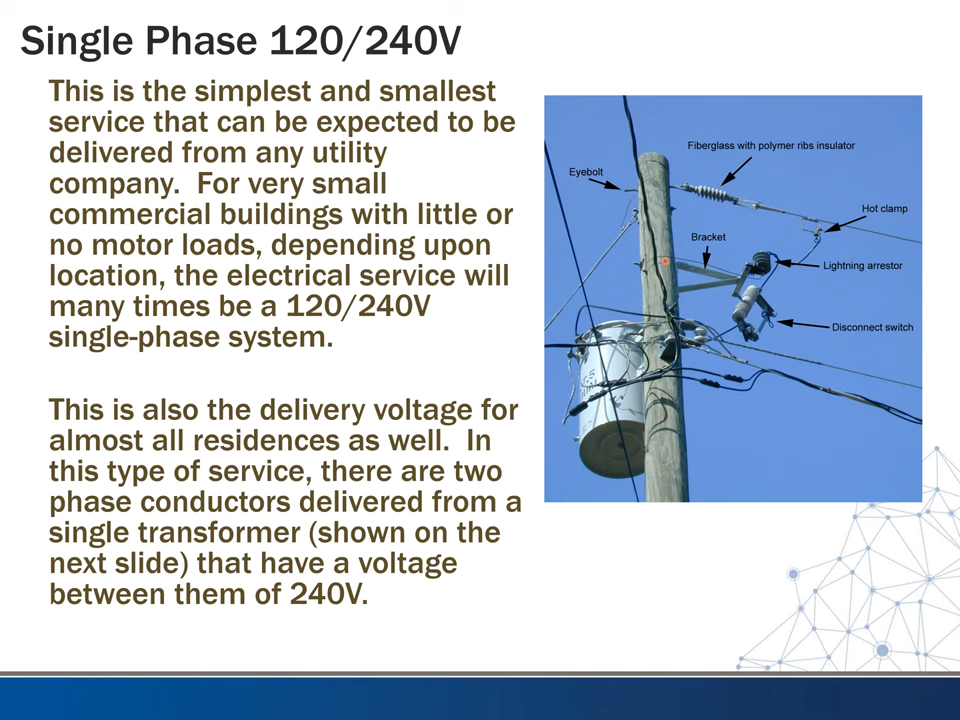 Single Phase 120/240V
This is the simplest and smallest
service that can be expected to be
delivered from any utility
company.  For very small
commercial buildings with little or
no motor loads, depending upon
location, the electrical service will
many times be a 120/240V
single-phase system.
This is also the delivery voltage for
almost all residences as well.  In
this type of service, there are two
phase conductors delivered from a
single transformer (shown on the
next slide) that have a voltage
between them of 240V.
Fiberglass with polymer ribs insulator
Eyebolt
Hot clamp
Bracket
Lightning arrestor
Disconnect switch